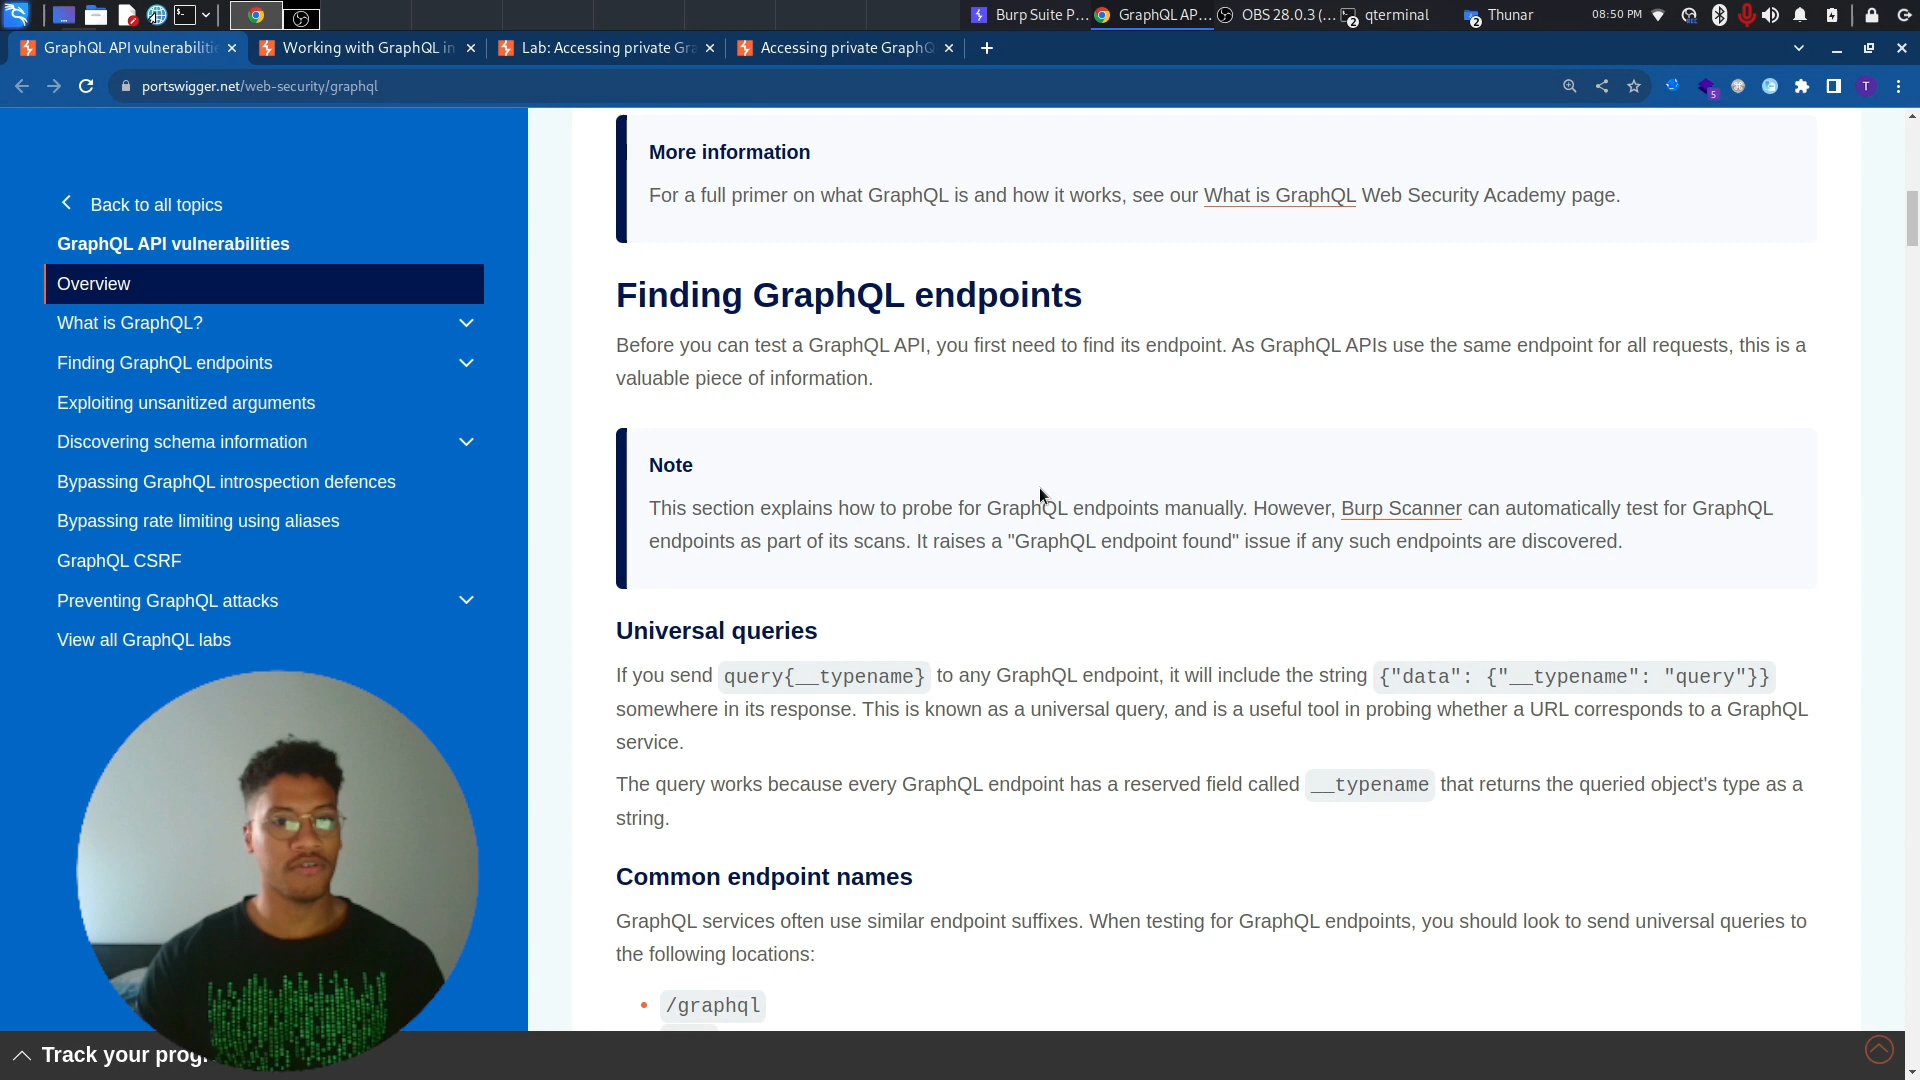 Burp Suite P...
GraphQL AP...
OBS 28.0.3 (...
2
qterminal
2
Thunar
08:50 PM
GraphQL API vulnerabiliti
Working with GraphQL in
Lab: Accessing private Gra
Accessing private GraphQ
portswigger.net/web-security/graphql
5
T
Back to all topics
GraphQL API vulnerabilities
Overview
What is GraphQL?
Finding GraphQL endpoints
Exploiting unsanitized arguments
Discovering schema information
Bypassing GraphQL introspection defences
Bypassing rate limiting using aliases
GraphQL CSRF
Preventing GraphQL attacks
View all GraphQL labs
More information
For a full primer on what GraphQL is and how it works, see our What is GraphQL Web Security Academy page.
Finding GraphQL endpoints
Before you can test a GraphQL API, you first need to find its endpoint. As GraphQL APIs use the same endpoint for all requests, this is a
valuable piece of information.
Note
This section explains how to probe for GraphQL endpoints manually. However, Burp Scanner can automatically test for GraphQL
endpoints as part of its scans. It raises a "GraphQL endpoint found" issue if any such endpoints are discovered.
Universal queries
If you send query{__typename} to any GraphQL endpoint, it will include the string {"data": {"__typename": "query"}}
somewhere in its response. This is known as a universal query, and is a useful tool in probing whether a URL corresponds to a GraphQL
service.
The query works because every GraphQL endpoint has a reserved field called __typename that returns the queried object's type as a
string.
Common endpoint names
GraphQL services often use similar endpoint suffixes. When testing for GraphQL endpoints, you should look to send universal queries to
the following locations:
/graphql
Track your progr